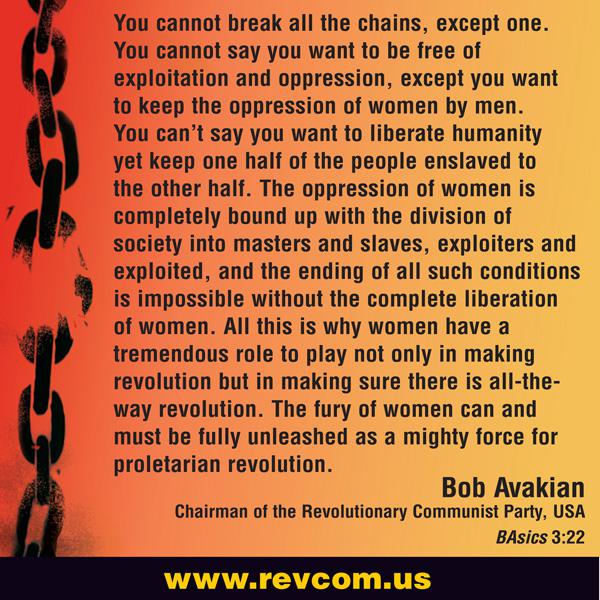 You cannot break all the chains, except one.
You cannot say you want to be free of
exploitation and oppression, except you want
to keep the oppression of women by men.
You can't say you want to liberate humanity
yet keep one half of the people enslaved to
the other half. The oppression of women is
completely bound up with the division of
society into masters and slaves, exploiters and
exploited, and the ending of all such conditions
is impossible without the complete liberation
of women. All this is why women have a
tremendous role to play not only in making
revolution but in making sure there is all-the-
way revolution. The fury of women can and
must be fully unleashed as a mighty force for
proletarian revolution.
Bob Avakian
Chairman of the Revolutionary Communist Party, USA
BAsics 3:22
www.revcom.us